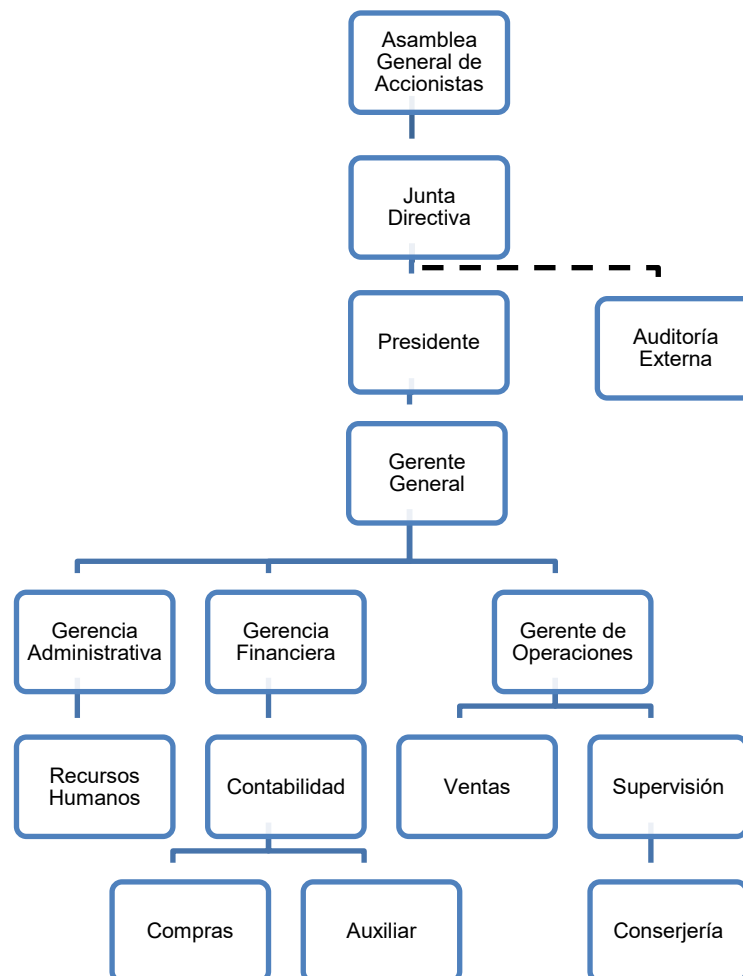 Asamblea
General de
Accionistas
Junta
Directiva
Presidente
Auditoría
Externa
Gerente
General
Gerencia
Administrativa
Gerencia
Financiera
Gerente de
Operaciones
Recursos
Humanos
Contabilidad
Ventas
Supervisión
Compras
Auxiliar
Conserjería